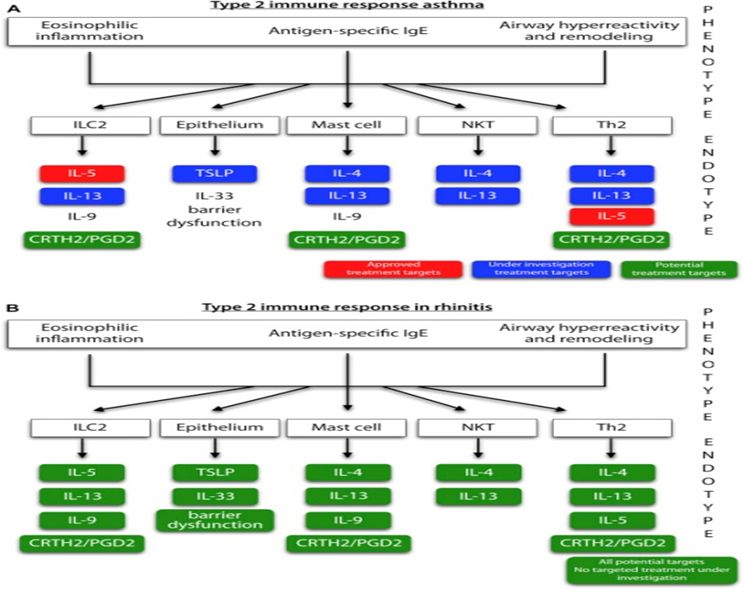 A
Type 2 immune response asthma
Eosinophilic inflammation
Antigen-specific IgE
Airway hyperreactivity and remodeling
PHENOTYPE
ILC2
Epithelium
Mast cell
NKT
Th2
ENDOTYPE
IL-5
TSLP
IL-4
IL-4
IL-4
IL-13
IL-33
IL-13
IL-13
IL-13
IL-9
barrier dysfunction
IL-9
IL-5
CRTH2/PGD2
CRTH2/PGD2
CRTH2/PGD2
Approved treatment targets
Under investigation treatment targets
Potential treatment targets
B
Type 2 immune response in rhinitis
Eosinophilic inflammation
Antigen-specific IgE
Airway hyperreactivity and remodeling
PHENOTYPE
ILC2
Epithelium
Mast cell
NKT
Th2
ENDOTYPE
IL-5
TSLP
IL-4
IL-4
IL-4
IL-13
IL-33
IL-13
IL-13
IL-13
IL-9
barrier dysfunction
IL-9
IL-5
CRTH2/PGD2
CRTH2/PGD2
CRTH2/PGD2
All potential targets
No targeted treatment under investigation